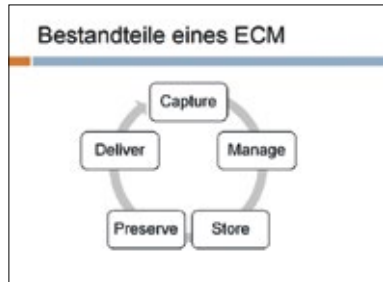 Bestandteile eines ECM
Capture
Deliver
Manage
Preserve
Store